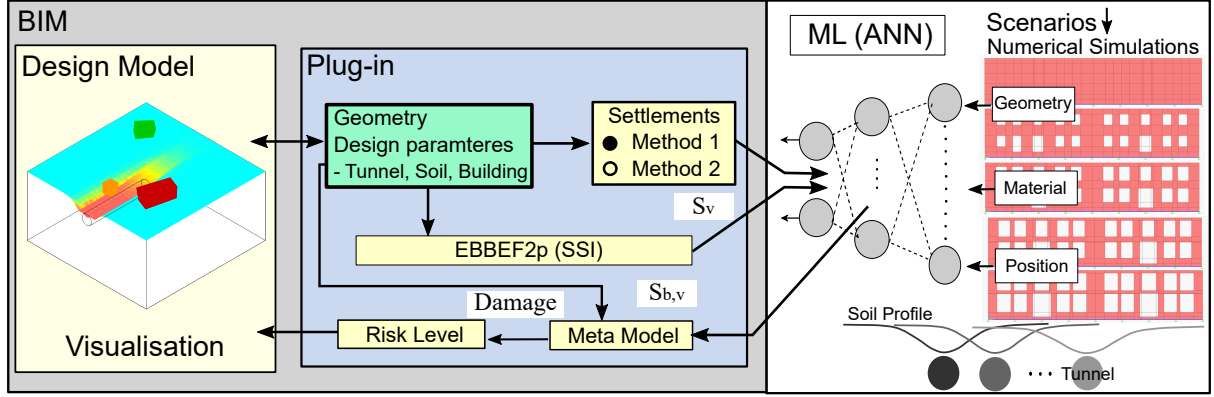 BIM
Design Model
Visualisation
Plug-in
Geometry
Design paramteres
- Tunnel, Soil, Building
Settlements
Method 1
Method 2
Sv
EBBEF2p (SSI)
Sb,v
Damage
Risk Level
Meta Model
ML (ANN)
Scenarios
Numerical Simulations
Geometry
Material
Position
Soil Profile
Tunnel